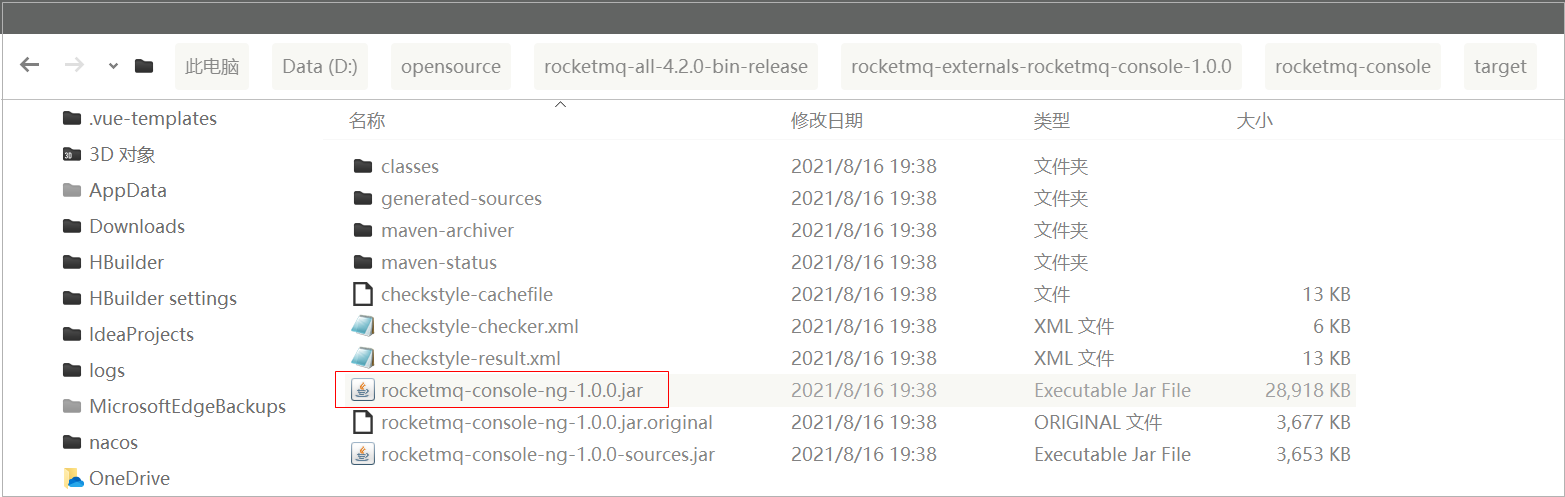 此电脑 Data (D:) opensource rocketmq-all-4.2.0-bin-release rocketmq-externals-rocketmq-console-1.0.0 rocketmq-console target
.vue-templates
3D 对象
AppData
Downloads
HBuilder
HBuilder settings
IdeaProjects
logs
MicrosoftEdgeBackups
nacos
OneDrive
名称 修改日期 类型 大小
classes 2021/8/16 19:38 文件夹
generated-sources 2021/8/16 19:38 文件夹
maven-archiver 2021/8/16 19:38 文件夹
maven-status 2021/8/16 19:38 文件夹
checkstyle-cachefile 2021/8/16 19:38 文件 13 KB
checkstyle-checker.xml 2021/8/16 19:38 XML 文件 6 KB
checkstyle-result.xml 2021/8/16 19:38 XML 文件 13 KB
rocketmq-console-ng-1.0.0.jar 2021/8/16 19:38 Executable Jar File 28,918 KB
rocketmq-console-ng-1.0.0.jar.original 2021/8/16 19:38 ORIGINAL 文件 3,677 KB
rocketmq-console-ng-1.0.0-sources.jar 2021/8/16 19:38 Executable Jar File 3,653 KB